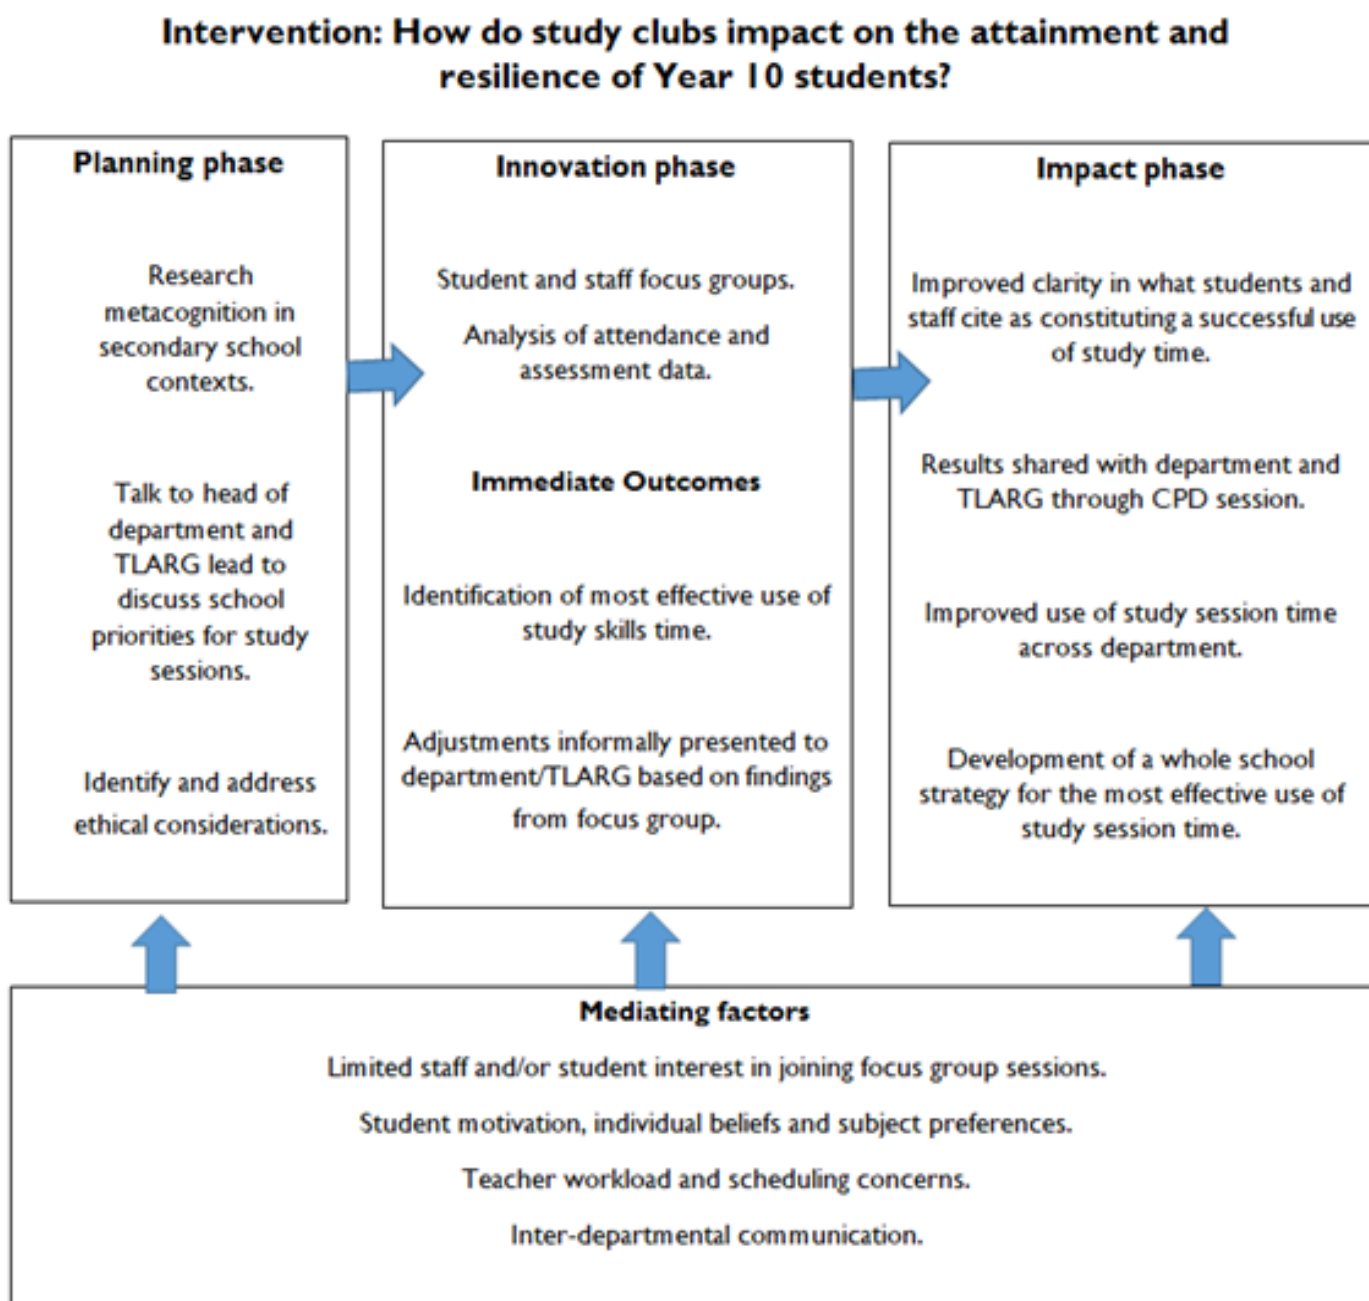 Intervention: How do study clubs impact on the attainment and
resilience of Year 10 students?
Planning phase
Research
metacognition in
secondary school
contexts.
Talk to head of
department and
TLARG lead to
discuss school
priorities for study
sessions.
Identify and address
ethical considerations.
Innovation phase
Student and staff focus groups.
Analysis of attendance and
assessment data.
Immediate Outcomes
Identification of most effective use of
study skills time.
Adjustments informally presented to
department/TLARG based on findings
from focus group.
Impact phase
Improved clarity in what students and
staff cite as constituting a successful use
of study time.
Results shared with department and
TLARG through CPD session.
Improved use of study session time
across department.
Development of a whole school
strategy for the most effective use of
study session time.
Mediating factors
Limited staff and/or student interest in joining focus group sessions.
Student motivation, individual beliefs and subject preferences.
Teacher workload and scheduling concerns.
Inter-departmental communication.